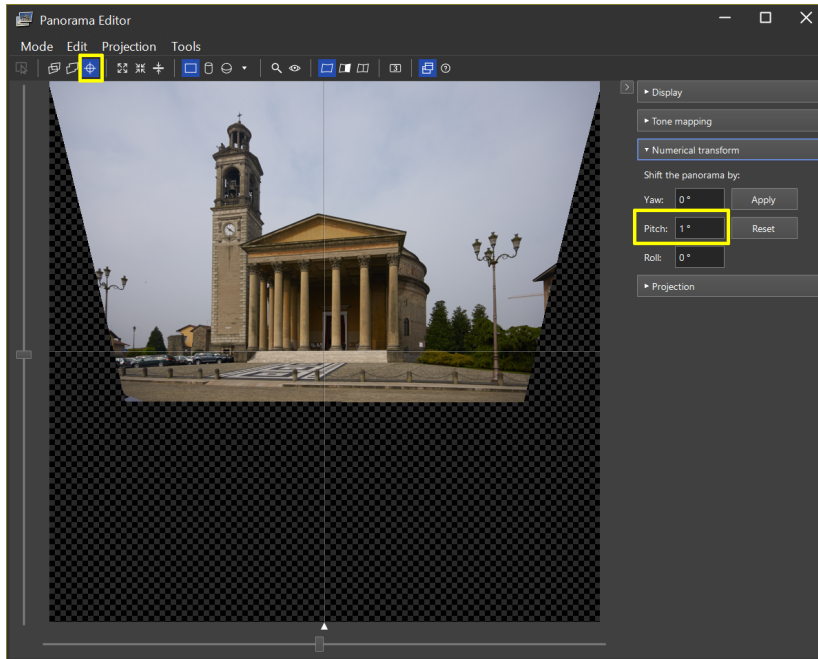 Panorama Editor
Mode Edit Projection Tools
3
Display
Tone mapping
Numerical transform
Shift the panorama by:
Yaw: 0 ° Apply
Pitch: 1 ° Reset
Roll: 0 °
Projection